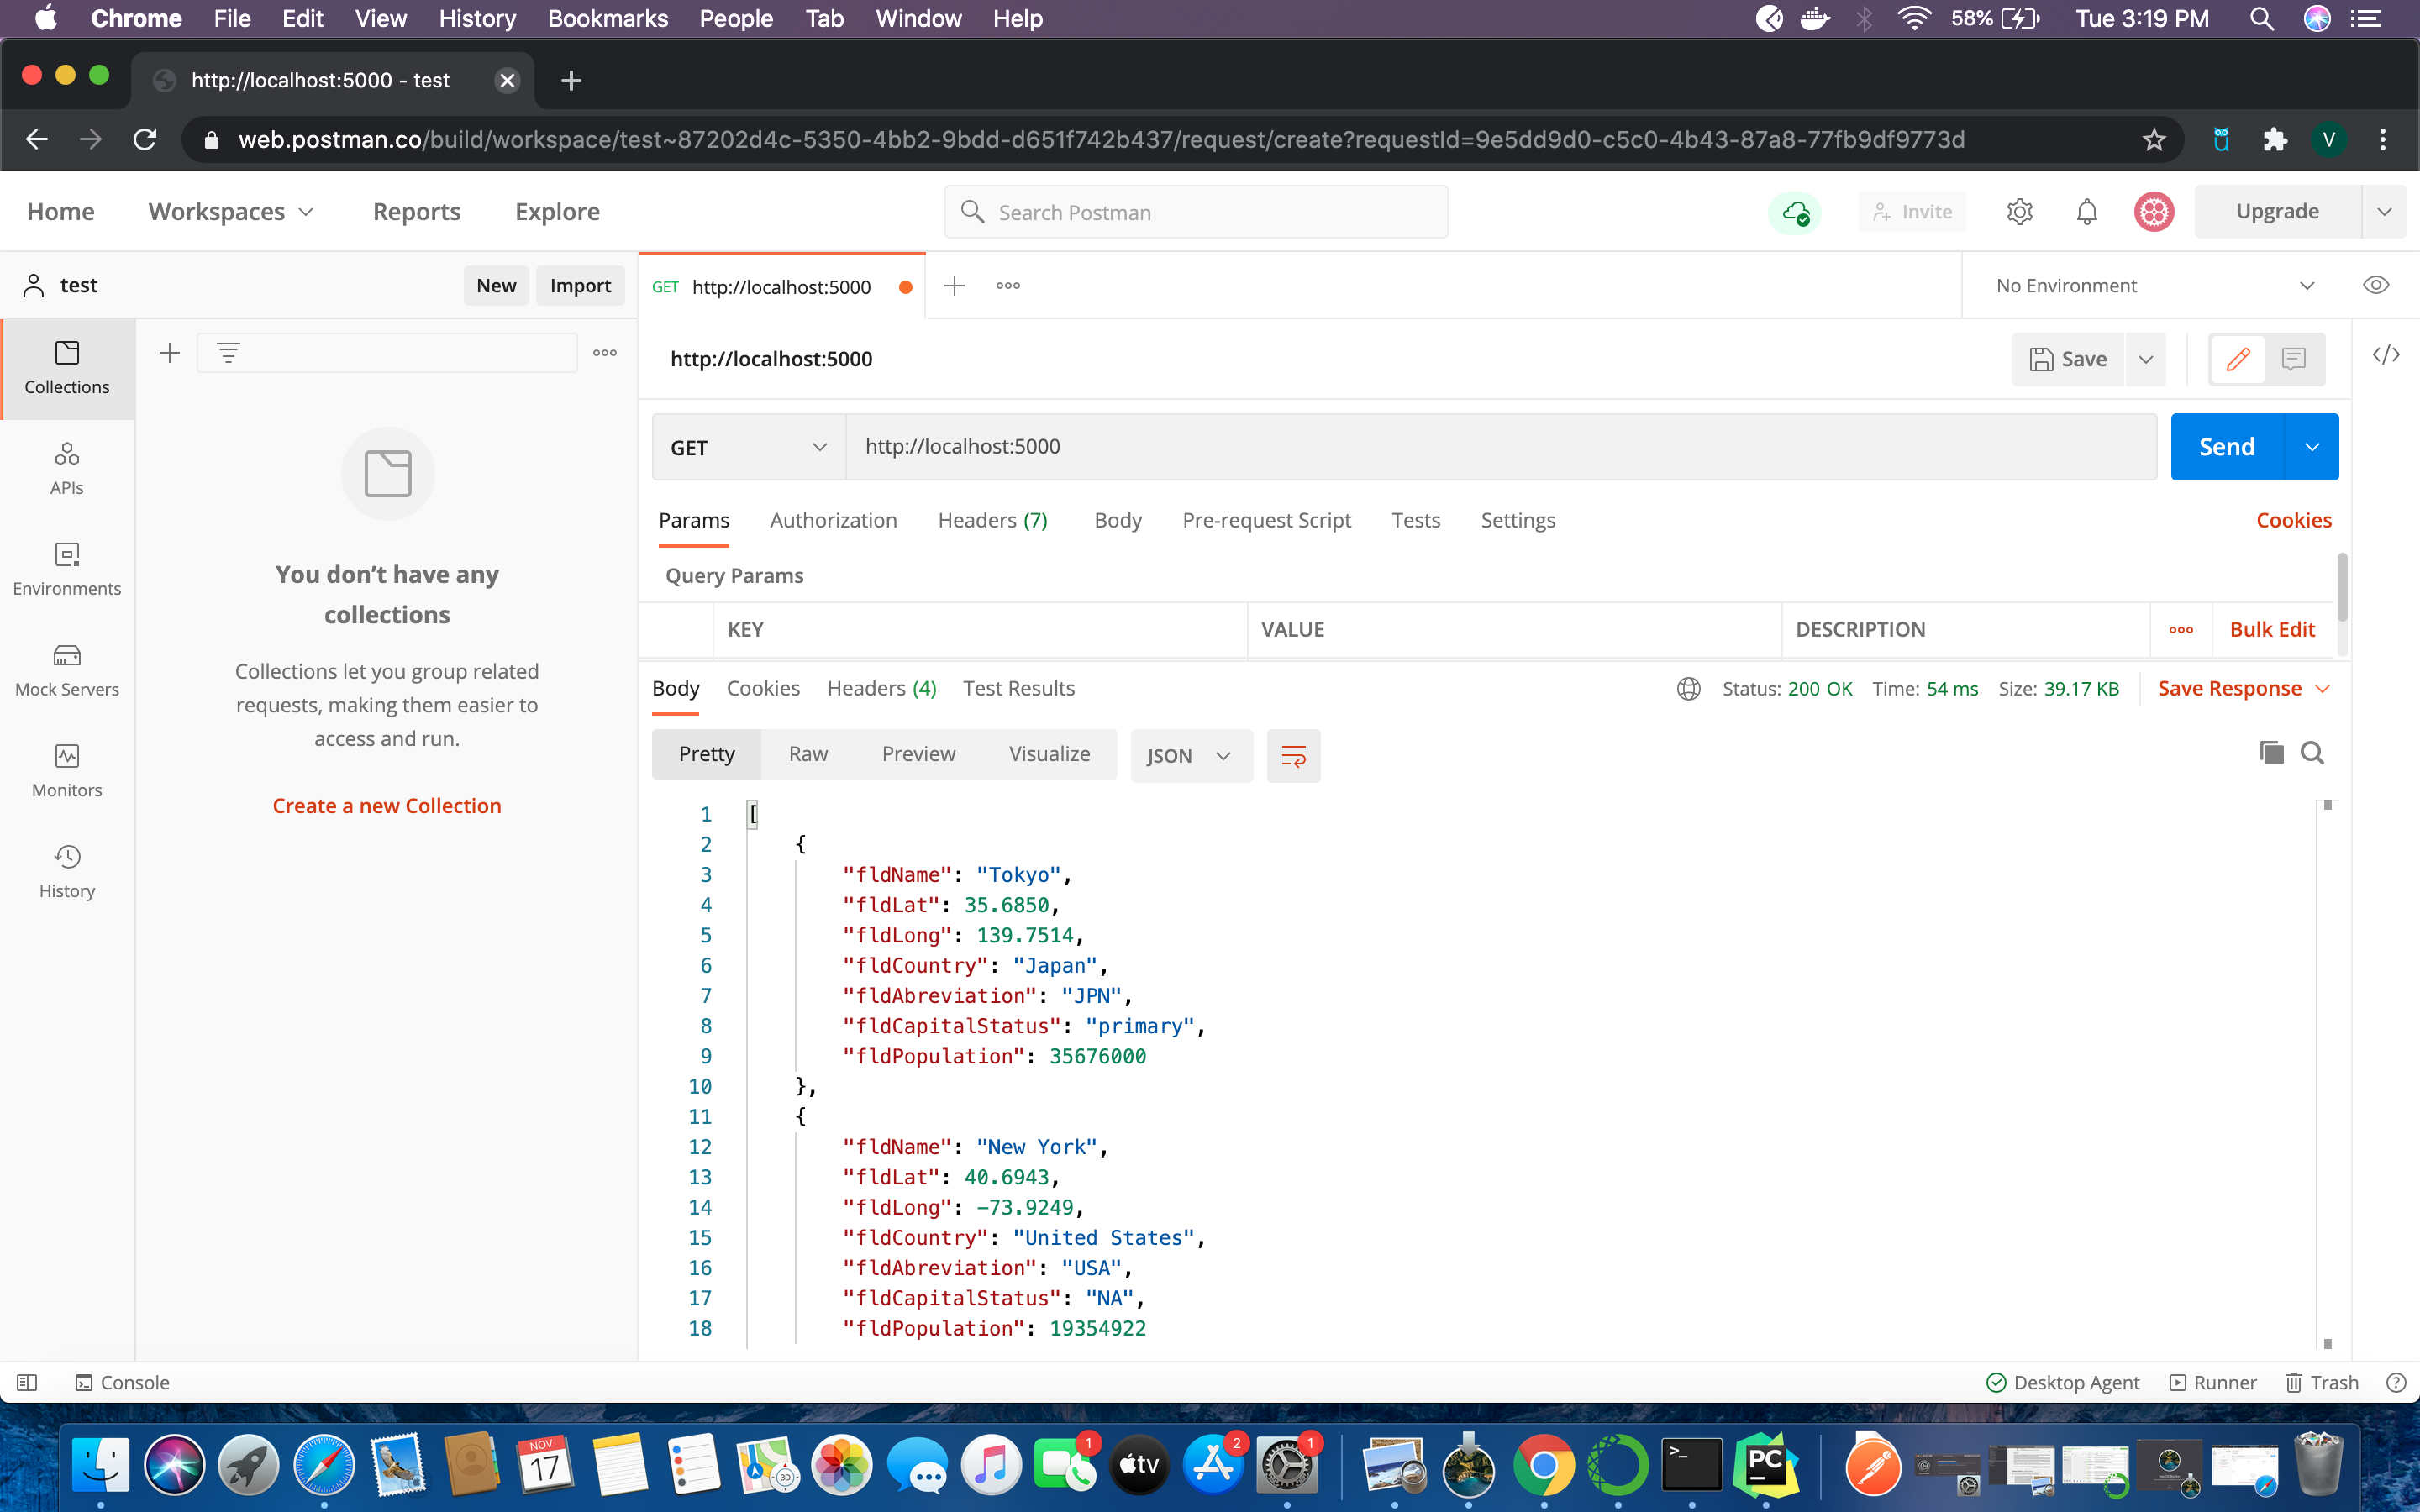 Chrome File Edit View History Bookmarks People Tab Window Help 58% Tue 3:19 PM
http://localhost:5000 - test
web.postman.co/build/workspace/test~87202d4c-5350-4bb2-9bdd-d651f742b437/request/create?requestId=9e5dd9d0-c5c0-4b43-87a8-77fb9df9773d V
Home Workspaces Reports Explore Search Postman Invite Upgrade
test New Import GET http://localhost:5000 No Environment
Collections
http://localhost:5000 Save
GET http://localhost:5000 Send
APIs
Params Authorization Headers (7) Body Pre-request Script Tests Settings Cookies
Environments
You don't have any
collections
Query Params
KEY VALUE DESCRIPTION Bulk Edit
Mock Servers
Collections let you group related
requests, making them easier to
access and run.
Body Cookies Headers (4) Test Results Status: 200 OK Time: 54 ms Size: 39.17 KB Save Response
Pretty Raw Preview Visualize JSON
Monitors
Create a new Collection
History
1 [
2 {
3 "fldName": "Tokyo",
4 "fldLat": 35.6850,
5 "fldLong": 139.7514,
6 "fldCountry": "Japan",
7 "fldAbreviation": "JPN",
8 "fldCapitalStatus": "primary",
9 "fldPopulation": 35676000
10 },
11 {
12 "fldName": "New York",
13 "fldLat": 40.6943,
14 "fldLong": -73.9249,
15 "fldCountry": "United States",
16 "fldAbreviation": "USA",
17 "fldCapitalStatus": "NA",
18 "fldPopulation": 19354922
Console Desktop Agent Runner Trash
NOV
17
3D
1
tv
2
1
>_
PC